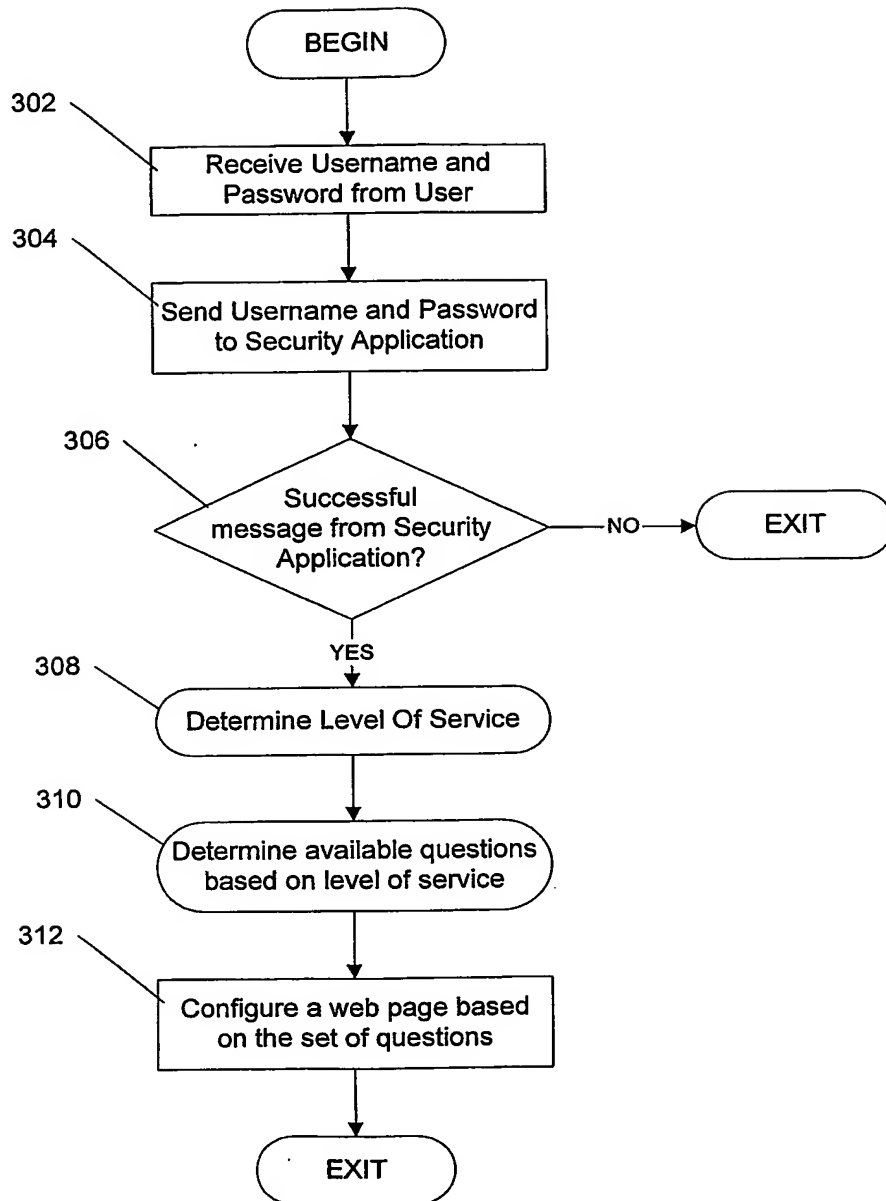 BEGIN
302
Receive Username and
Password from User
304
Send Username and Password
to Security Application
306
Successful
message from Security
Application?
NO
EXIT
YES
308
Determine Level Of Service
310
Determine available questions
based on level of service
312
Configure a web page based
on the set of questions
EXIT